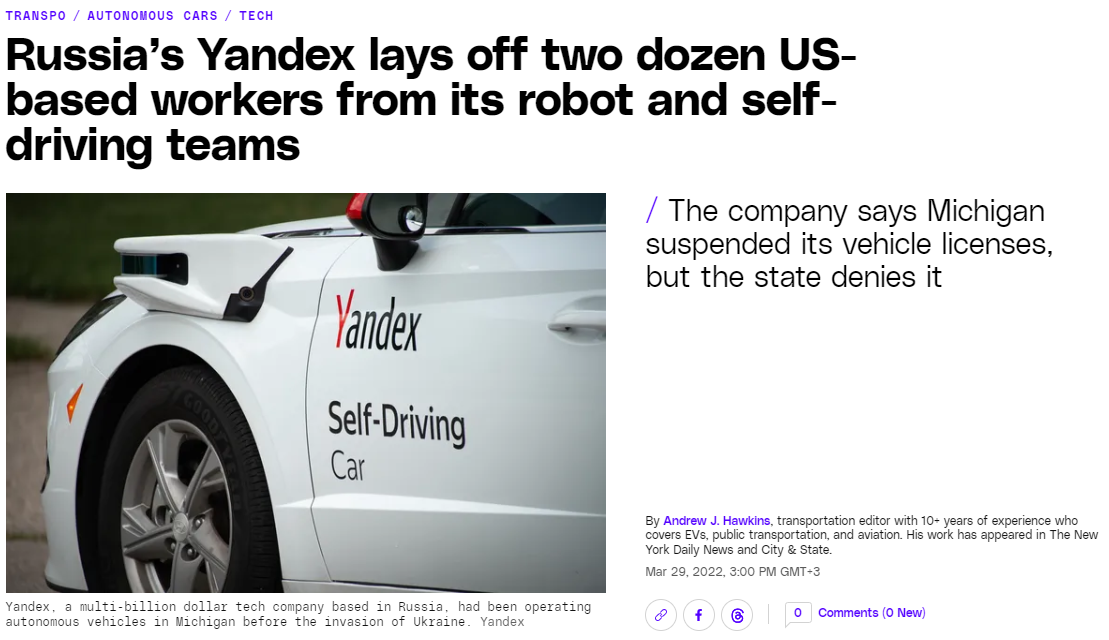 TRANSPO / AUTONOMOUS CARS / TECH
Russia’s Yandex lays off two dozen US-
based workers from its robot and self-
driving teams
Yandex
Self-Driving
Car
GOODYEAR
/ The company says Michigan
suspended its vehicle licenses,
but the state denies it
By Andrew J. Hawkins, transportation editor with 10+ years of experience who
covers EVs, public transportation, and aviation. His work has appeared in The New
York Daily News and City & State.
Mar 29, 2022, 3:00 PM GMT+3
0 Comments (0 New)
Yandex, a multi-billion dollar tech company based in Russia, had been operating
autonomous vehicles in Michigan before the invasion of Ukraine. Yandex